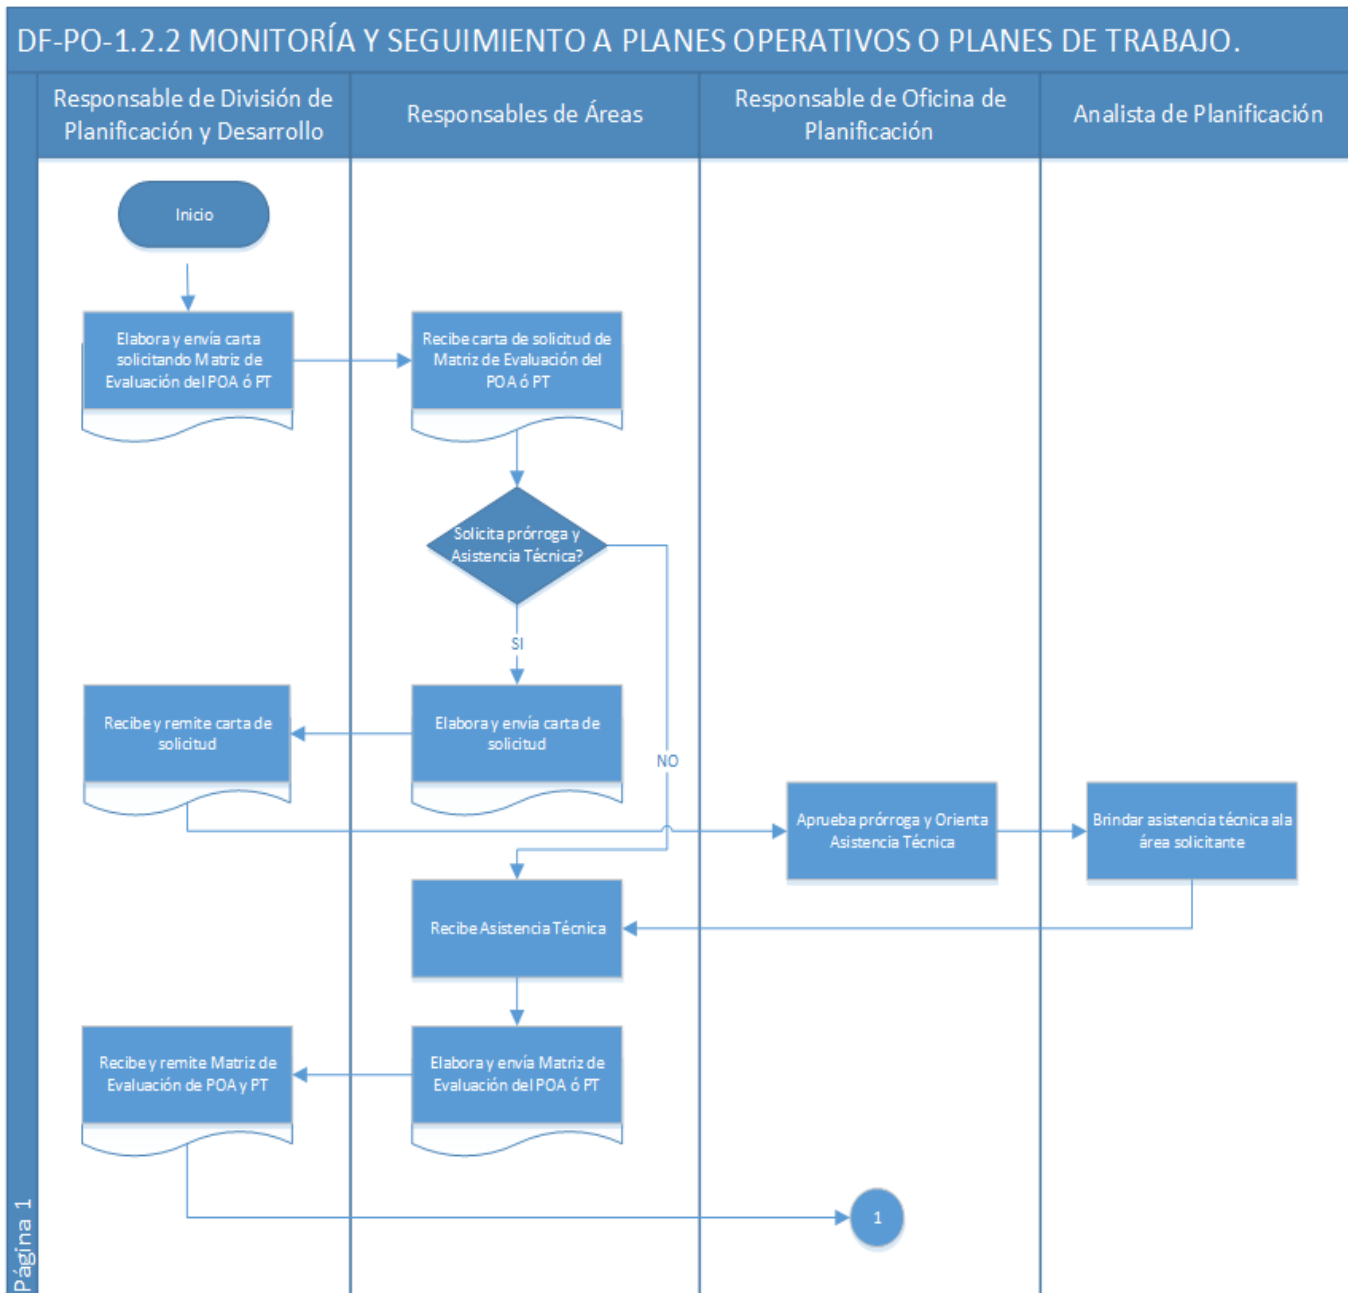 DF-PO-1.2.2 MONITORÍA Y SEGUIMIENTO A PLANES OPERATIVOS O PLANES DE TRABAJO.
Responsable de División de
Planificación y Desarrollo
Responsables de Áreas
Responsable de Oficina de
Planificación
Analista de Planificación
Inicio
Elabora y envía carta
solicitando Matriz de
Evaluación del POA ó PT
Recibe carta de solicitud de
Matriz de Evaluación del
POA ó PT
Solicita prórroga y
Asistencia Técnica?
SI
NO
Elabora y envía carta de
solicitud
Recibe y remite carta de
solicitud
Aprueba prórroga y Orienta
Asistencia Técnica
Brindar asistencia técnica ala
área solicitante
Recibe Asistencia Técnica
Elabora y envía Matriz de
Evaluación del POA ó PT
Recibe y remite Matriz de
Evaluación de POA y PT
1
Página 1